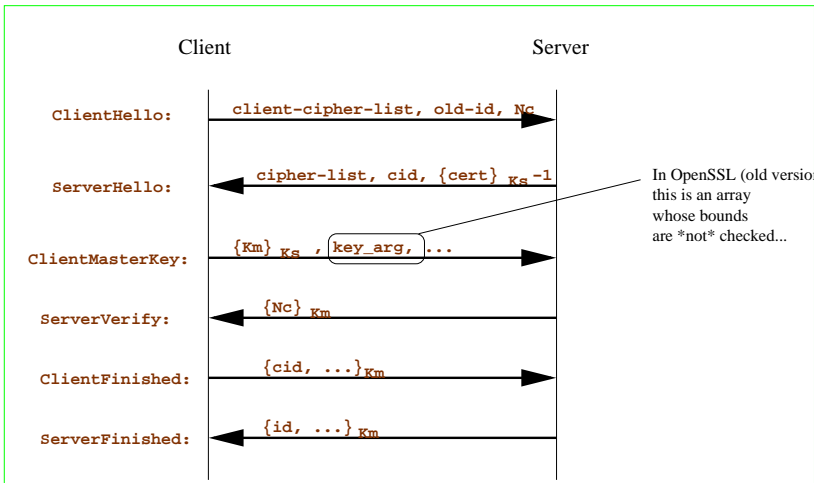 Client Server
ClientHello: client-cipher-list, old-id, Nc
ServerHello: cipher-list, cid, {cert} Ks -1
In OpenSSL (old version
this is an array
whose bounds
are *not* checked...
ClientMasterKey: {Km} Ks , key_arg, ...
ServerVerify: {Nc} Km
ClientFinished: {cid, ...} Km
ServerFinished: {id, ...} Km